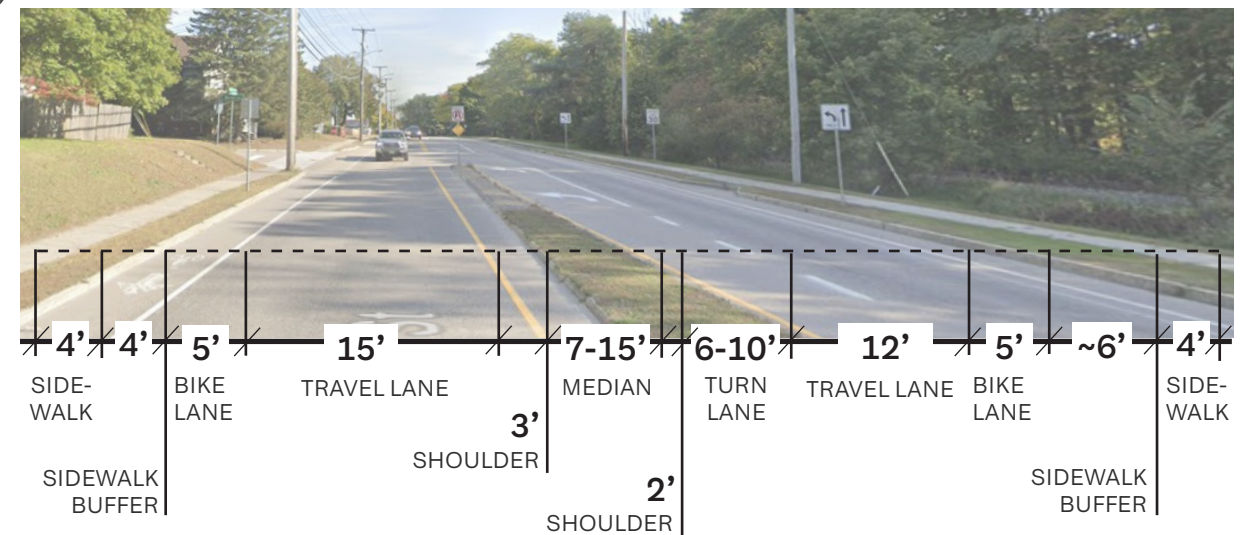 4’ 4’ 5’ 15’ 7-15’ 6-10’ 12’ 5’ ~6’ 4’
SIDE-
WALK
BIKE
LANE
TRAVEL LANE
MEDIAN
TURN
LANE
TRAVEL LANE
BIKE
LANE
SIDE-
WALK
3’
SHOULDER
SIDEWALK
BUFFER
2’
SHOULDER
SIDEWALK
BUFFER